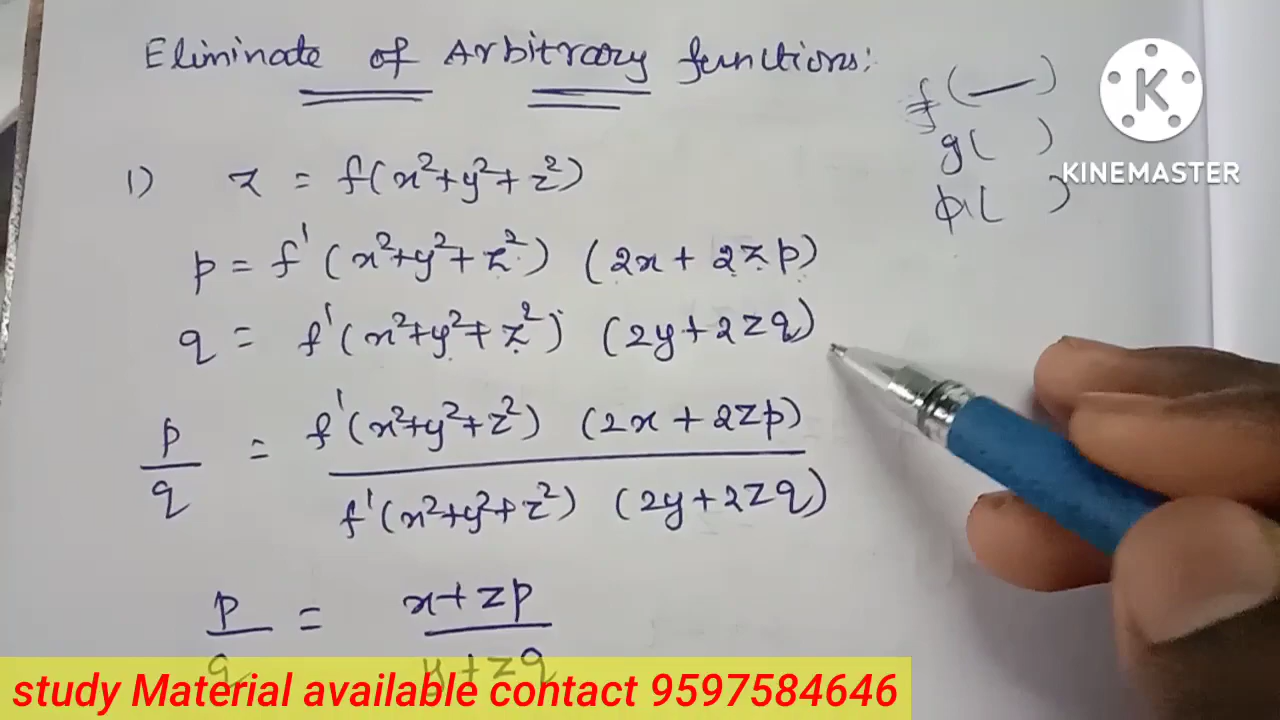 Eliminate of Arbitrary functions:
f(—)
g( )
ϕ( )
KINEMASTER
1) z = f(x²+y²+z²)
p = f'(x²+y²+z²) (2x + 2zp)
q = f'(x²+y²+z²) (2y+2zq)
p/q = f'(x²+y²+z²) (2x + 2zp) / f'(x²+y²+z²) (2y+2zq)
p/q = x+zp / y+zq
study Material available contact 9597584646